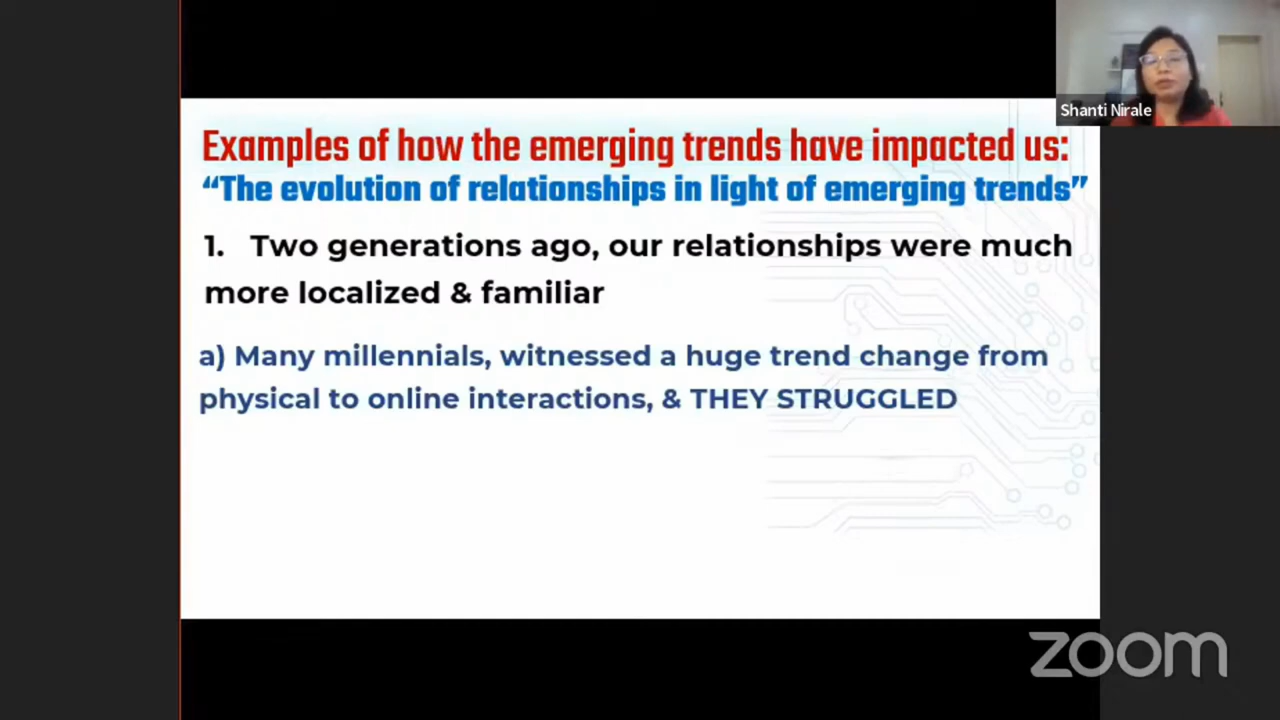 Shanti Nirale
Examples of how the emerging trends have impacted us:
“The evolution of relationships in light of emerging trends”
1. Two generations ago, our relationships were much
more localized & familiar
a) Many millennials, witnessed a huge trend change from
physical to online interactions, & THEY STRUGGLED
zoom